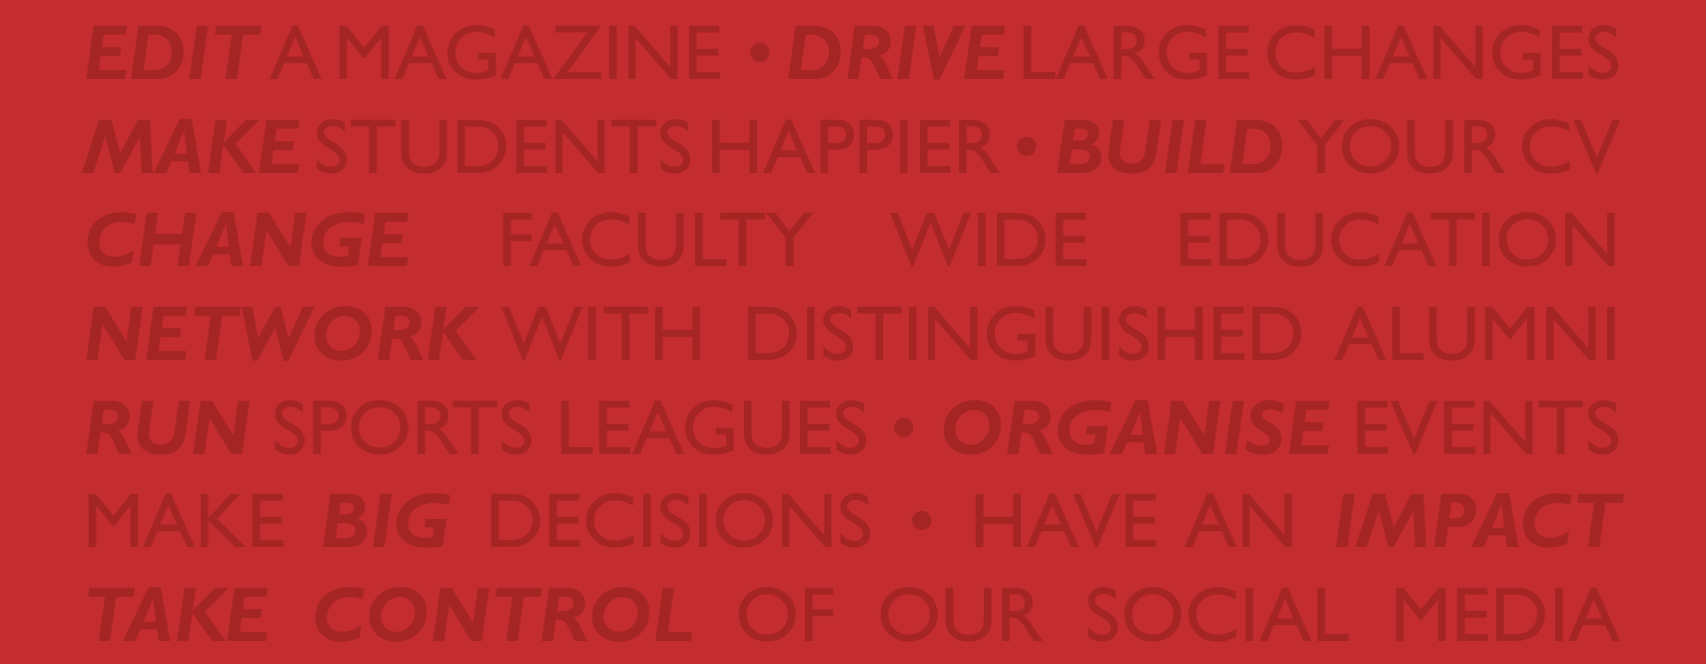 EDIT A MAGAZINE • DRIVE LARGE CHANGES
MAKE STUDENTS HAPPIER • BUILD YOUR CV
CHANGE FACULTY WIDE EDUCATION
NETWORK WITH DISTINGUISHED ALUMNI
RUN SPORTS LEAGUES • ORGANISE EVENTS
MAKE BIG DECISIONS • HAVE AN IMPACT
TAKE CONTROL OF OUR SOCIAL MEDIA